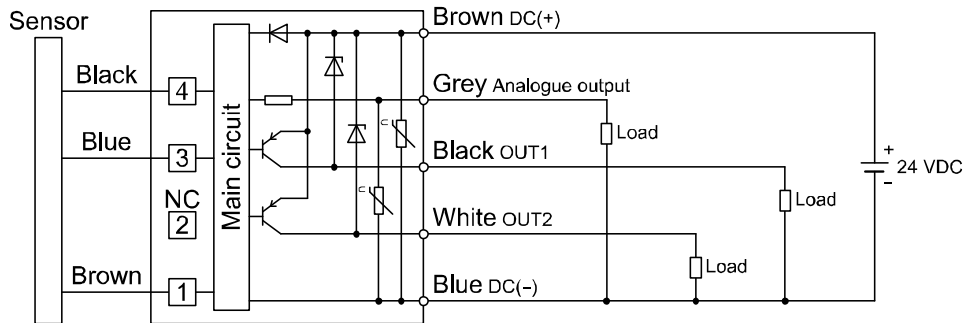 Sensor
Black
Blue
NC
Brown
4
3
2
1
Main circuit
U
U
Brown DC(+)
Grey Analogue output
Black OUT1
White OUT2
Blue DC(−)
Load
Load
Load
+
24 VDC
−